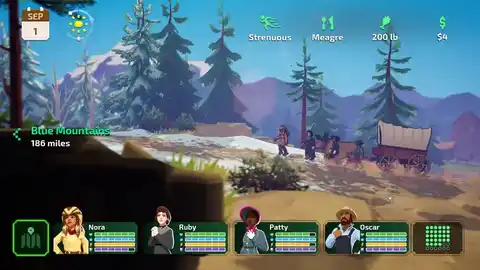 SEP
1
Strenuous
Meagre
200 lb
$4
Blue Mountains
186 miles
Nora
Ruby
Patty
Oscar